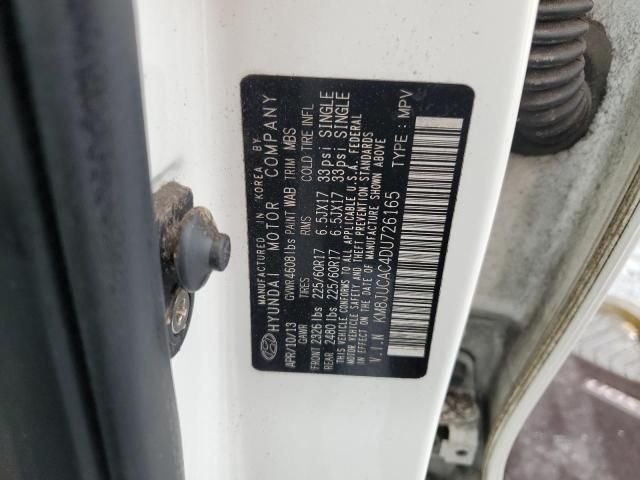 MANUFACTURED IN KOREA BY
HYUNDAI MOTOR COMPANY
APR/10/13 GVWR 4608 lbs PAINT WAB TRIM MBS
GAWR TIRES RIMS COLD TIRE INFL
FRONT 2326 lbs 225/60R17 6.5JX17 33psi SINGLE
REAR 2480 lbs 225/60R17 6.5JX17 33psi SINGLE
THIS VEHICLE CONFORMS TO ALL APPLICABLE U.S.A. FEDERAL
MOTOR VEHICLE SAFETY AND THEFT PREVENTION STANDARDS
IN EFFECT ON THE DATE OF MANUFACTURE SHOWN ABOVE
V.I.N KM8JUCAC4DU726165 TYPE : MPV